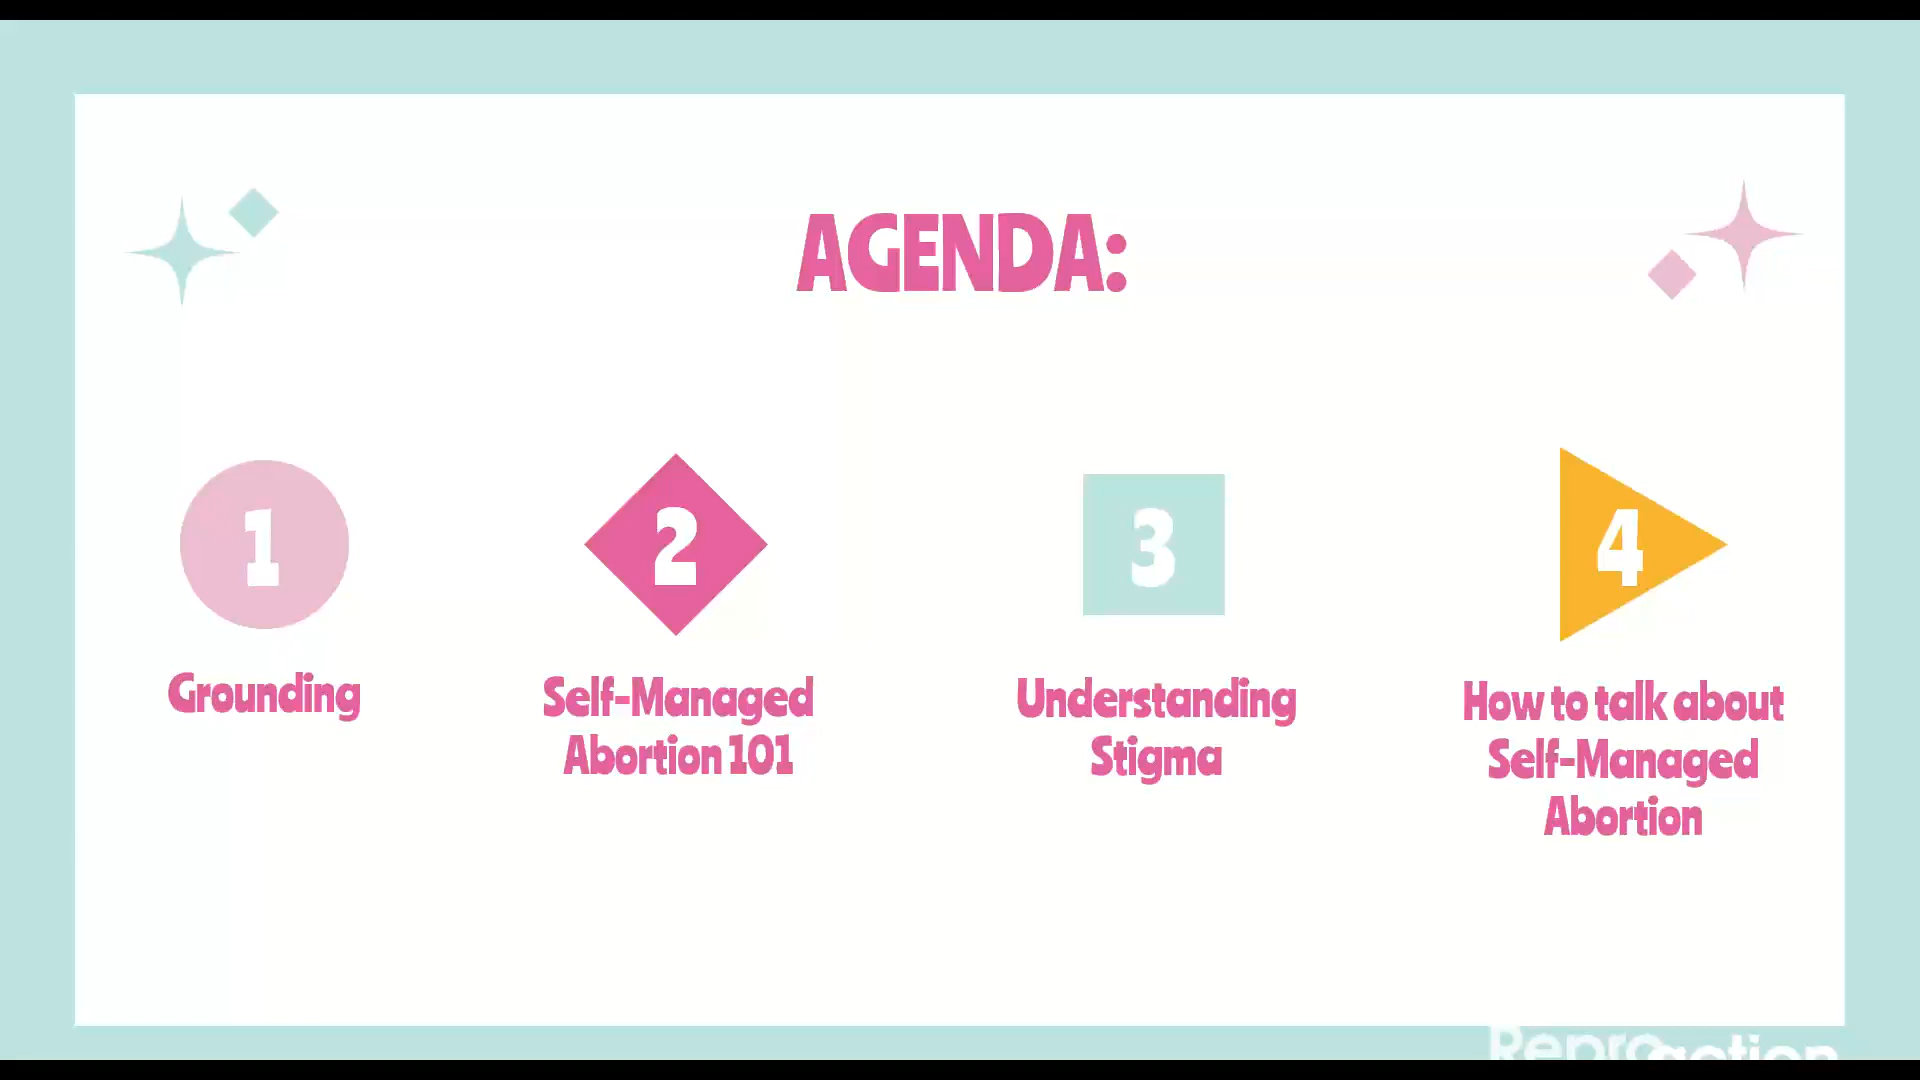 AGENDA:
1
Grounding
2
Self-Managed
Abortion 101
3
Understanding
Stigma
4
How to talk about
Self-Managed
Abortion
Reproaction